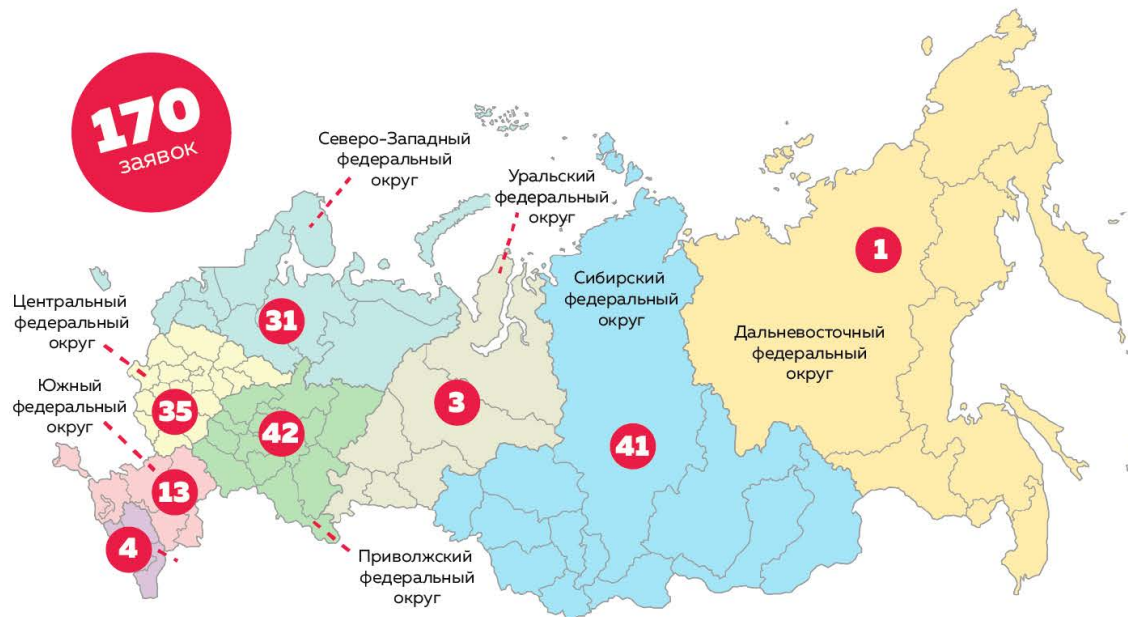 170
заявок
Северо-Западный
федеральный
округ
Уральский
федеральный
округ
Сибирский
федеральный
округ
1
Дальневосточный
федеральный
округ
Центральный
федеральный
округ
31
Южный
федеральный
округ
35
42
3
41
13
4
Приволжский
федеральный
округ